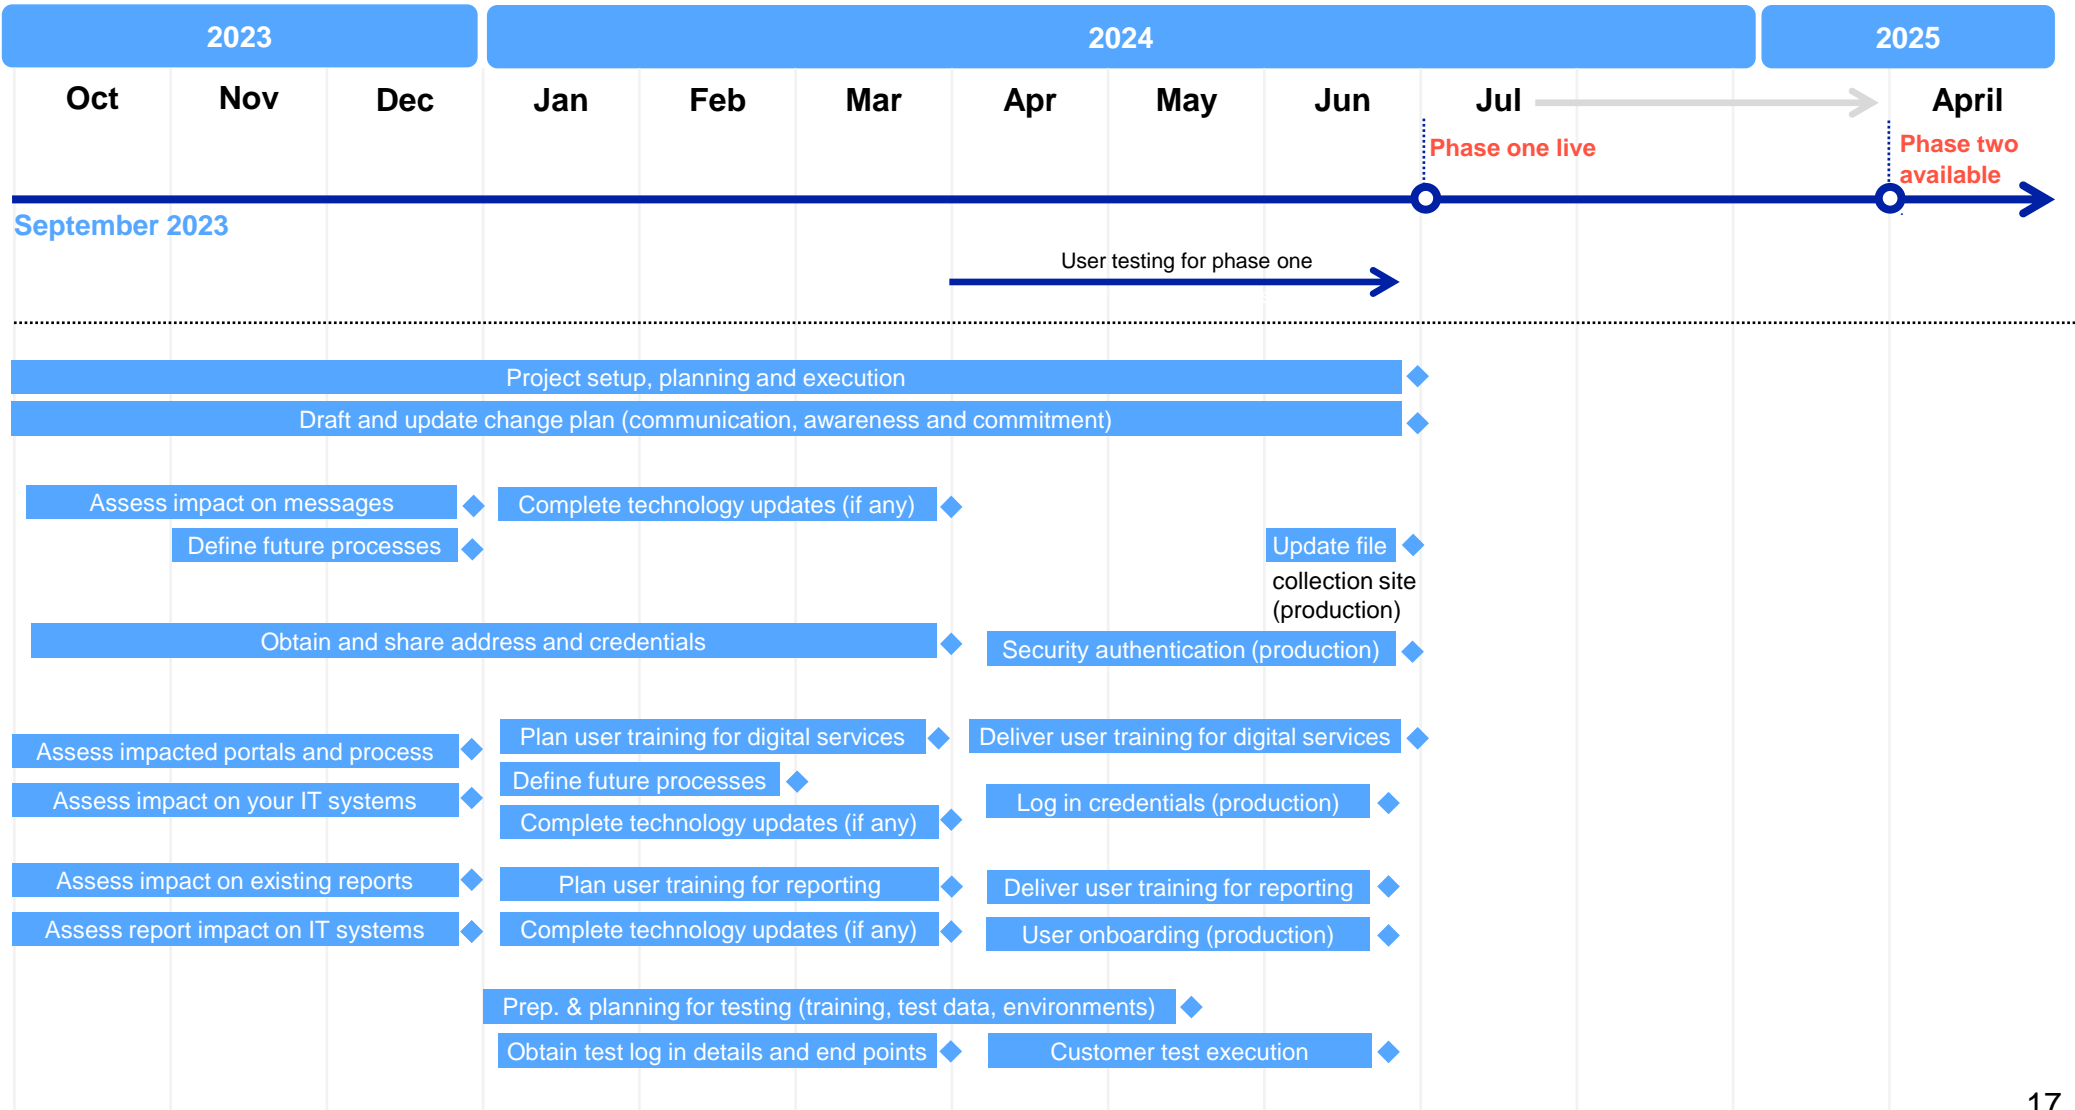 2023
2024
2025
Oct
Nov
Dec
Jan
Feb
Mar
Apr
May
Jun
Jul
April
Phase one live
Phase two
available
September 2023
User testing for phase one
Project setup, planning and execution
Draft and update change plan (communication, awareness and commitment)
Assess impact on messages
Complete technology updates (if any)
Define future processes
Update file
collection site
(production)
Obtain and share address and credentials
Security authentication (production)
Plan user training for digital services
Deliver user training for digital services
Assess impacted portals and process
Define future processes
Assess impact on your IT systems
Log in credentials (production)
Complete technology updates (if any)
Assess impact on existing reports
Plan user training for reporting
Deliver user training for reporting
Assess report impact on IT systems
Complete technology updates (if any)
User onboarding (production)
Prep. & planning for testing (training, test data, environments)
Obtain test log in details and end points
Customer test execution
17